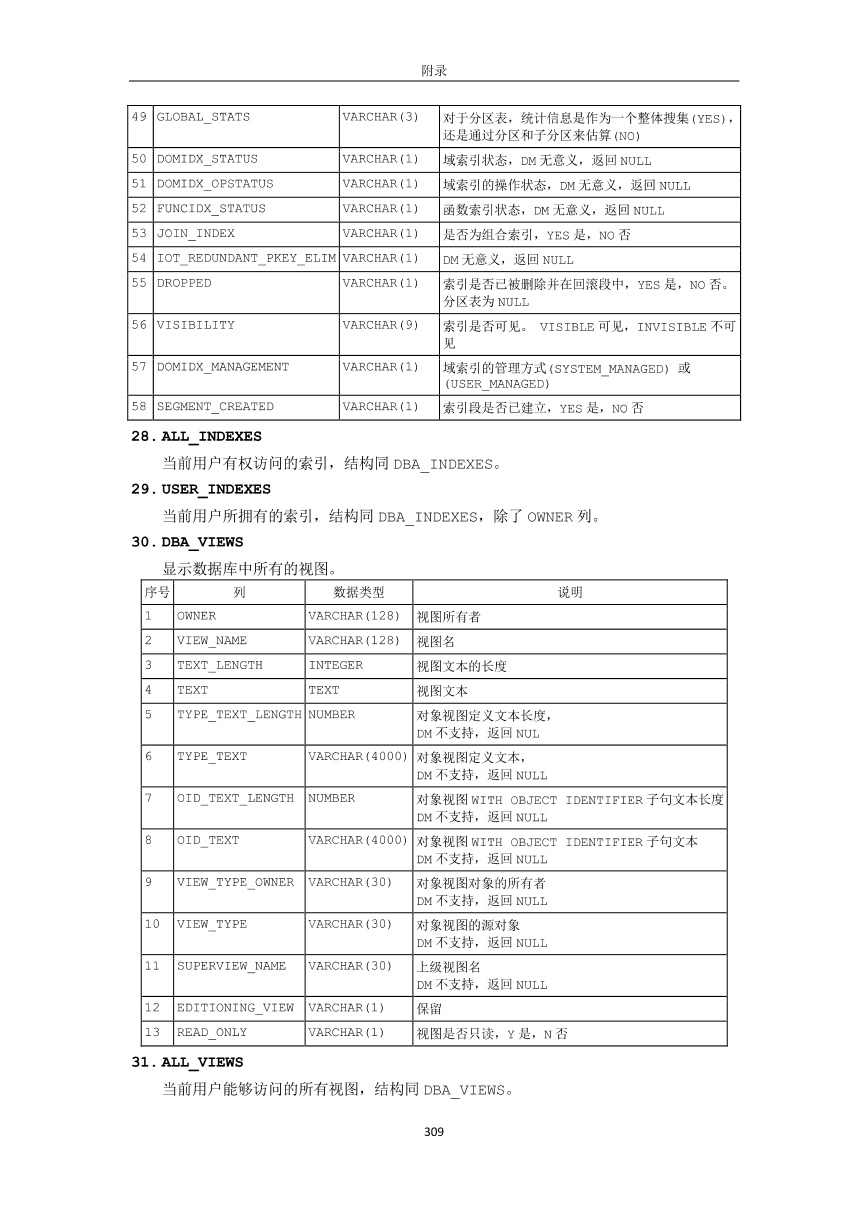 附录
49 GLOBAL_STATS VARCHAR(3) 对于分区表，统计信息是作为一个整体搜集(YES)，
还是通过分区和子分区来估算(NO)
50 DOMIDX_STATUS VARCHAR(1) 域索引状态，DM 无意义，返回 NULL
51 DOMIDX_OPSTATUS VARCHAR(1) 域索引的操作状态，DM 无意义，返回 NULL
52 FUNCIDX_STATUS VARCHAR(1) 函数索引状态，DM 无意义，返回 NULL
53 JOIN_INDEX VARCHAR(1) 是否为组合索引，YES 是，NO 否
54 IOT_REDUNDANT_PKEY_ELIM VARCHAR(1) DM 无意义，返回 NULL
55 DROPPED VARCHAR(1) 索引是否已被删除并在回滚段中，YES 是，NO 否。
分区表为 NULL
56 VISIBILITY VARCHAR(9) 索引是否可见。 VISIBLE 可见，INVISIBLE 不可
见
57 DOMIDX_MANAGEMENT VARCHAR(1) 域索引的管理方式(SYSTEM_MANAGED) 或
(USER_MANAGED)
58 SEGMENT_CREATED VARCHAR(1) 索引段是否已建立，YES 是，NO 否
28. ALL_INDEXES
当前用户有权访问的索引，结构同 DBA_INDEXES。
29. USER_INDEXES
当前用户所拥有的索引，结构同 DBA_INDEXES，除了 OWNER 列。
30. DBA_VIEWS
显示数据库中所有的视图。
序号 列 数据类型 说明
1 OWNER VARCHAR(128) 视图所有者
2 VIEW_NAME VARCHAR(128) 视图名
3 TEXT_LENGTH INTEGER 视图文本的长度
4 TEXT TEXT 视图文本
5 TYPE_TEXT_LENGTH NUMBER 对象视图定义文本长度，
DM 不支持，返回 NUL
6 TYPE_TEXT VARCHAR(4000) 对象视图定义文本，
DM 不支持，返回 NULL
7 OID_TEXT_LENGTH NUMBER 对象视图 WITH OBJECT IDENTIFIER 子句文本长度
DM 不支持，返回 NULL
8 OID_TEXT VARCHAR(4000) 对象视图 WITH OBJECT IDENTIFIER 子句文本
DM 不支持，返回 NULL
9 VIEW_TYPE_OWNER VARCHAR(30) 对象视图对象的所有者
DM 不支持，返回 NULL
10 VIEW_TYPE VARCHAR(30) 对象视图的源对象
DM 不支持，返回 NULL
11 SUPERVIEW_NAME VARCHAR(30) 上级视图名
DM 不支持，返回 NULL
12 EDITIONING_VIEW VARCHAR(1) 保留
13 READ_ONLY VARCHAR(1) 视图是否只读，Y 是，N 否
31. ALL_VIEWS
当前用户能够访问的所有视图，结构同 DBA_VIEWS。
309